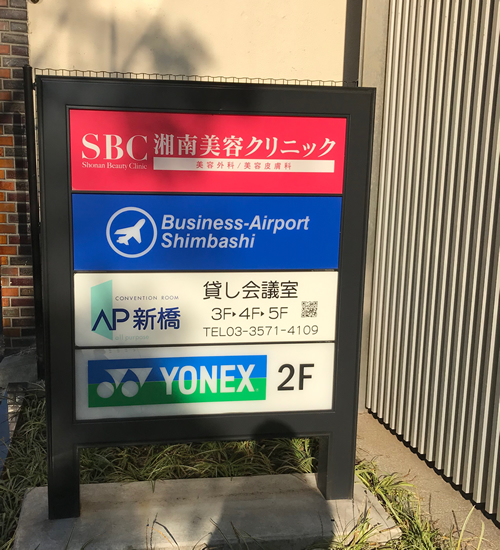 SBC 湘南美容クリニック
Shonan Beauty Clinic 美容外科/美容皮膚科
Business-Airport
Shimbashi
CONVENTION ROOM
AP新橋
貸し会議室
3F▸4F▸5F
TEL03-3571-4109
YONEX 2F